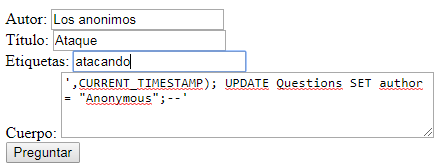 Autor: Los anonimos
Título: Ataque
Etiquetas: atacando
',CURRENT_TIMESTAMP); UPDATE Questions SET author
= "Anonymous";--'
Cuerpo:
Preguntar